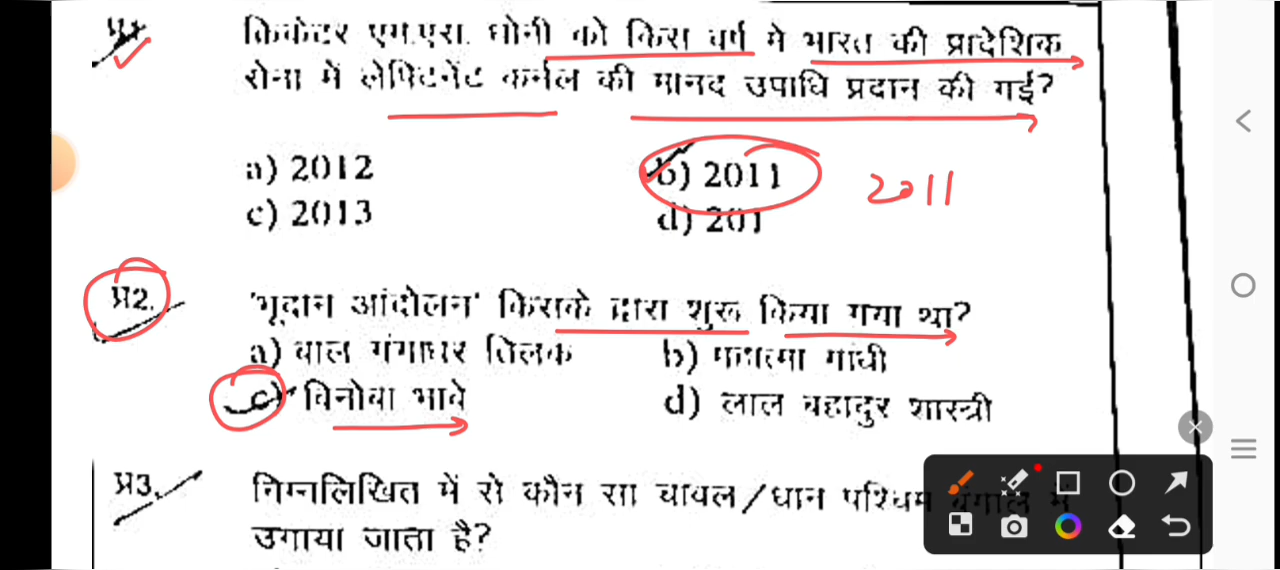 प्र1
क्रिकेटर एम.एस. धोनी को किस वर्ष मे भारत की प्रादेशिक
सेना में लेफ्टिनेंट कर्नल की मानद उपाधि प्रदान की गई?
a) 2012 b) 2011 2011
c) 2013 d) 201
प्र2. 'भूदान आंदोलन' किसके द्वारा शुरू किया गया था?
a) बाल गंगाधर तिलक b) महात्मा गांधी
c) विनोबा भावे d) लाल बहादुर शास्त्री
प्र3. निम्नलिखित में से कौन सा चावल/धान पश्चिम बंगाल में
उगाया जाता है?